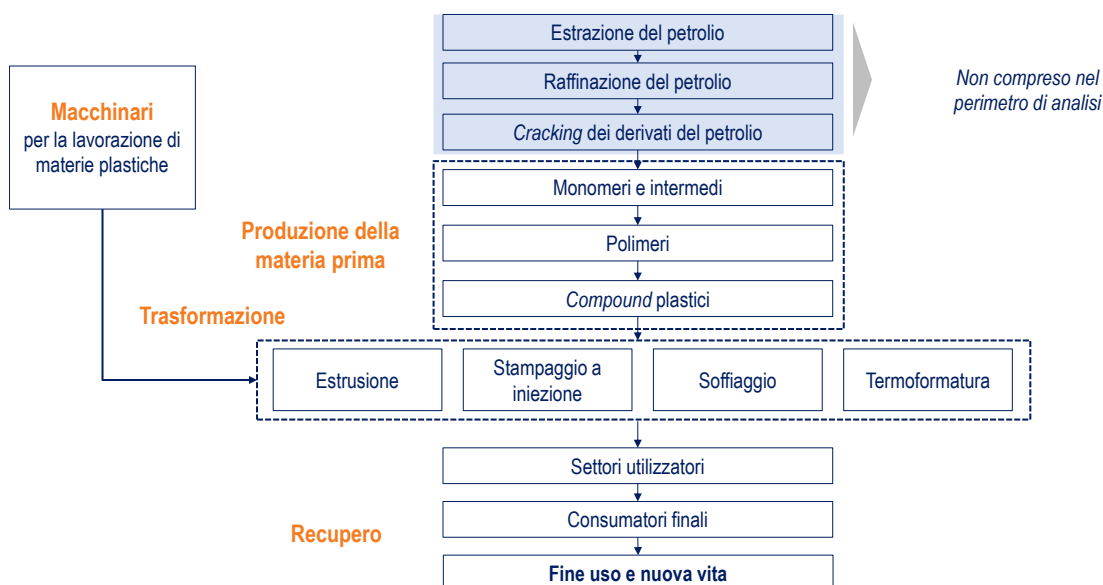 Estrazione del petrolio
Raffinazione del petrolio
Cracking dei derivati del petrolio
Non compreso nel
perimetro di analisi
Macchinari
per la lavorazione di
materie plastiche
Monomeri e intermedi
Produzione della
materia prima
Polimeri
Compound plastici
Trasformazione
Estrusione
Stampaggio a
iniezione
Soffiaggio
Termoformatura
Settori utilizzatori
Consumatori finali
Recupero
Fine uso e nuova vita